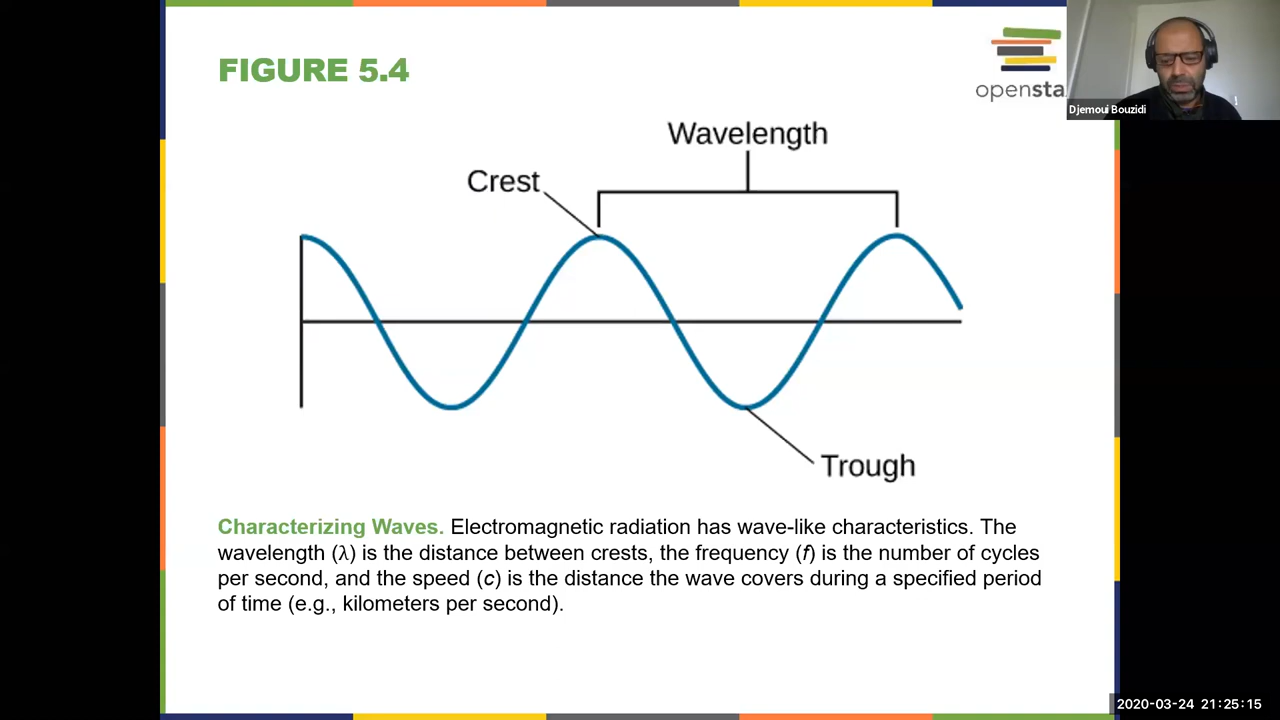 FIGURE 5.4
opensta
Djemoui Bouzidi
Wavelength
Crest
Trough
Characterizing Waves. Electromagnetic radiation has wave-like characteristics. The
wavelength (λ) is the distance between crests, the frequency (f) is the number of cycles
per second, and the speed (c) is the distance the wave covers during a specified period
of time (e.g., kilometers per second).
2020-03-24 21:25:15